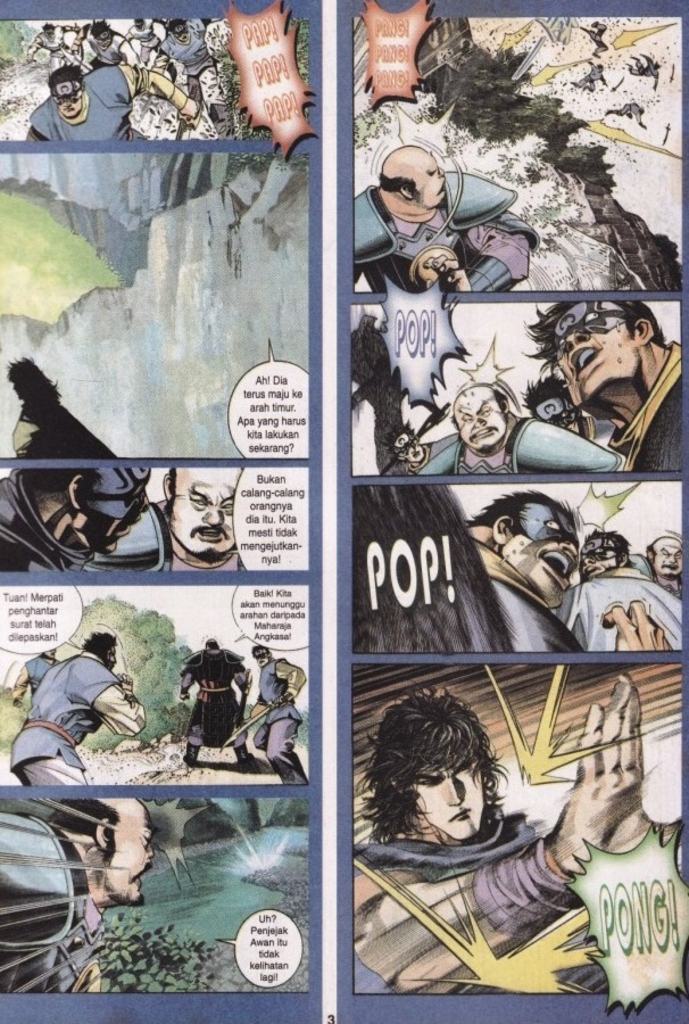 PAP!
PAP!
PAP!
Ah! Dia
terus maju ke
arah timur.
Apa yang harus
kita lakukan
sekarang?
Bukan
calang-calang
orangnya
dia itu. Kita
mesti tidak
mengejutkan-
nya!
Tuan! Merpati
penghantar
surat telah
dilepaskan!
Baik! Kita
akan menunggu
arahan daripada
Maharaja
Angkasa!
Uh?
Penjejak
Awan itu
tidak
kelihatan
lagi!
PANG!
PANG!
PANG!
POP!
POP!
PONG!
3